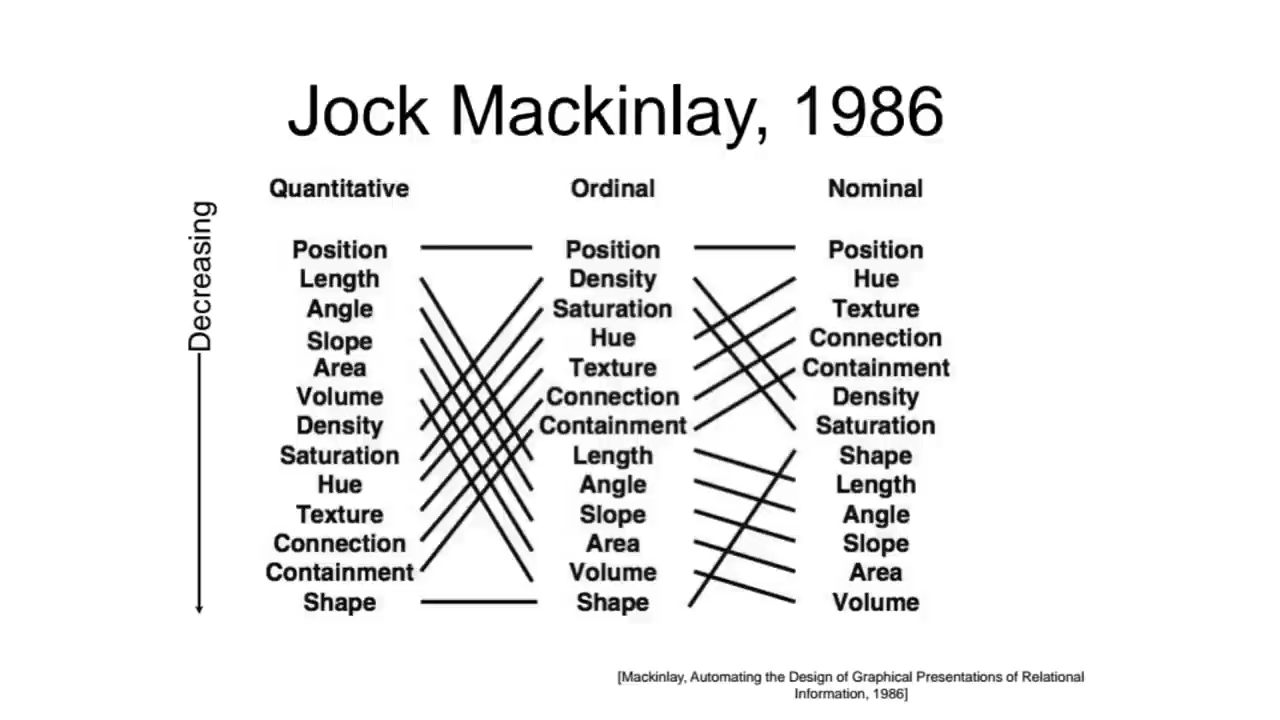 Jock Mackinlay, 1986
Decreasing
Quantitative Ordinal Nominal
Position Position Position
Length Density Hue
Angle Saturation Texture
Slope Hue Connection
Area Texture Containment
Volume Connection Density
Density Containment Saturation
Saturation Length Shape
Hue Angle Length
Texture Slope Angle
Connection Area Slope
Containment Volume Area
Shape Shape Volume
[Mackinlay, Automating the Design of Graphical Presentations of Relational
Information, 1986]